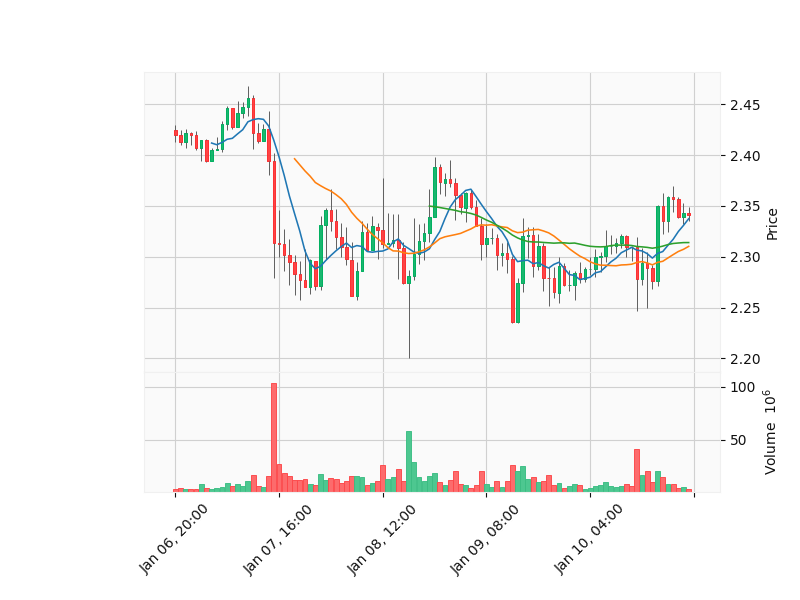 2.45
2.40
2.35
2.30
2.25
2.20
Price
100
50
Volume 10^6
Jan 06, 20:00
Jan 07, 16:00
Jan 08, 12:00
Jan 09, 08:00
Jan 10, 04:00